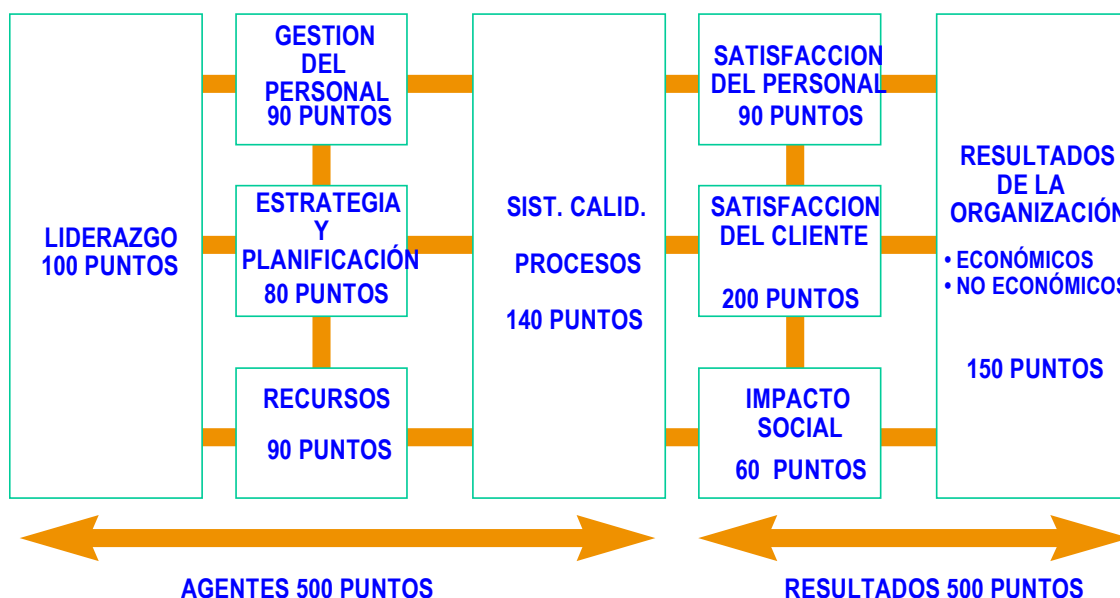 LIDERAZGO
100 PUNTOS
GESTION
DEL
PERSONAL
90 PUNTOS
ESTRATEGIA
Y
PLANIFICACIÓN
80 PUNTOS
RECURSOS
90 PUNTOS
SIST. CALID.
PROCESOS
140 PUNTOS
SATISFACCION
DEL PERSONAL
90 PUNTOS
SATISFACCION
DEL CLIENTE
200 PUNTOS
IMPACTO
SOCIAL
60 PUNTOS
RESULTADOS
DE LA
ORGANIZACIÓN
• ECONÓMICOS
• NO ECONÓMICOS
150 PUNTOS
AGENTES 500 PUNTOS
RESULTADOS 500 PUNTOS